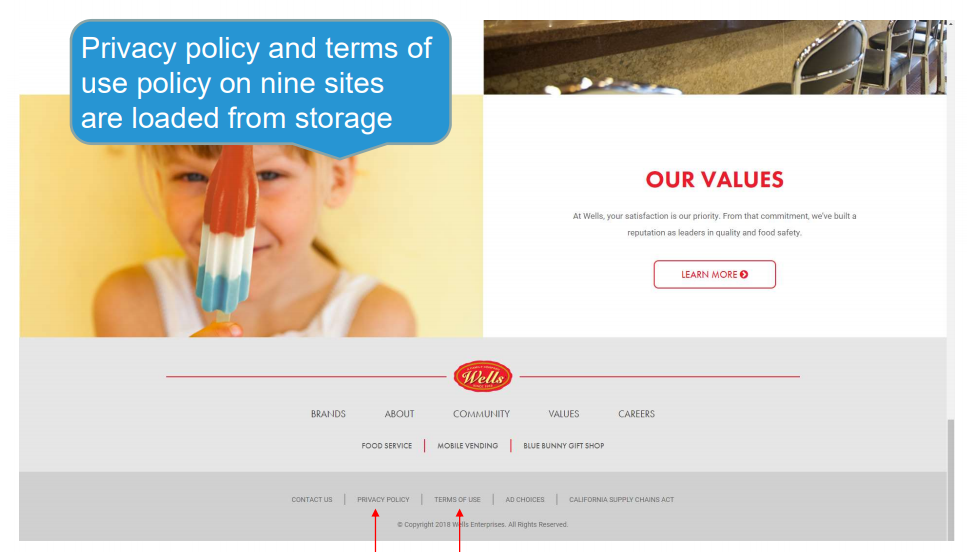 Privacy policy and terms of
use policy on nine sites
are loaded from storage
OUR VALUES
At Wells, your satisfaction is our priority. From that commitment, we've built a
reputation as leaders in quality and food safety.
LEARN MORE
Wells
BRANDS ABOUT COMMUNITY VALUES CAREERS
FOOD SERVICE | MOBILE VENDING | BLUE BUNNY GIFT SHOP
CONTACT US | PRIVACY POLICY | TERMS OF USE | AD CHOICES | CALIFORNIA SUPPLY CHAINS ACT
© Copyright 2018 Wells Enterprises. All Rights Reserved.